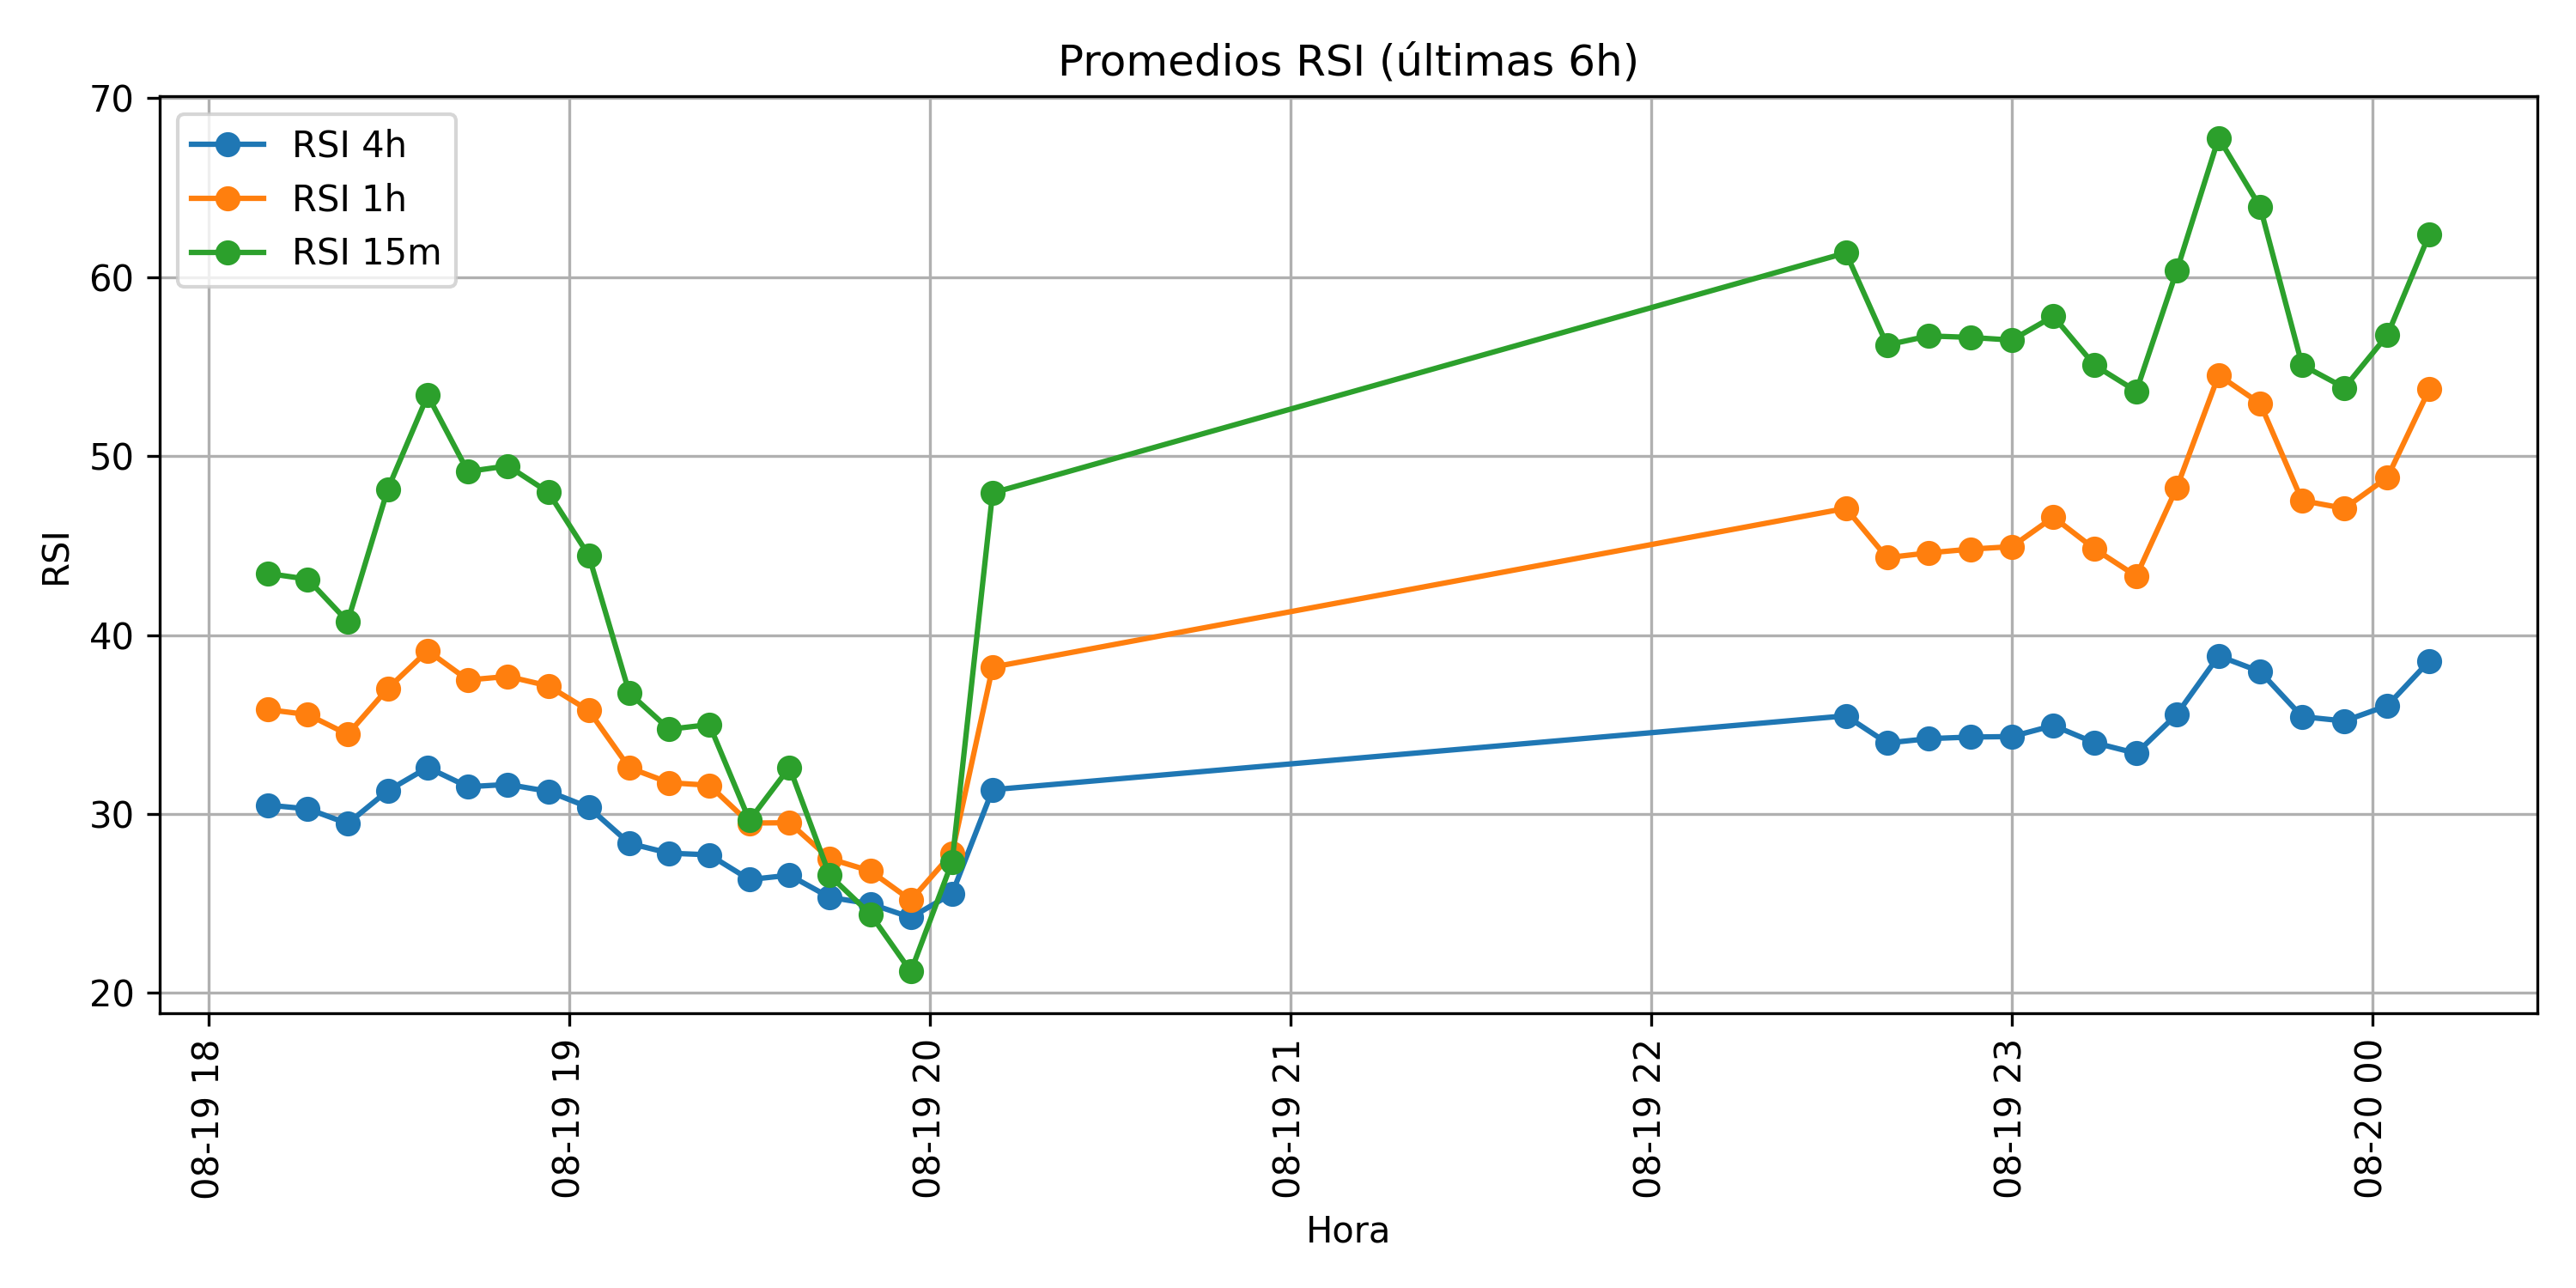 Promedios RSI (últimas 6h)
RSI 4h
RSI 1h
RSI 15m
70
60
50
40
30
20
RSI
08-19 18
08-19 19
08-19 20
08-19 21
08-19 22
08-19 23
08-20 00
Hora